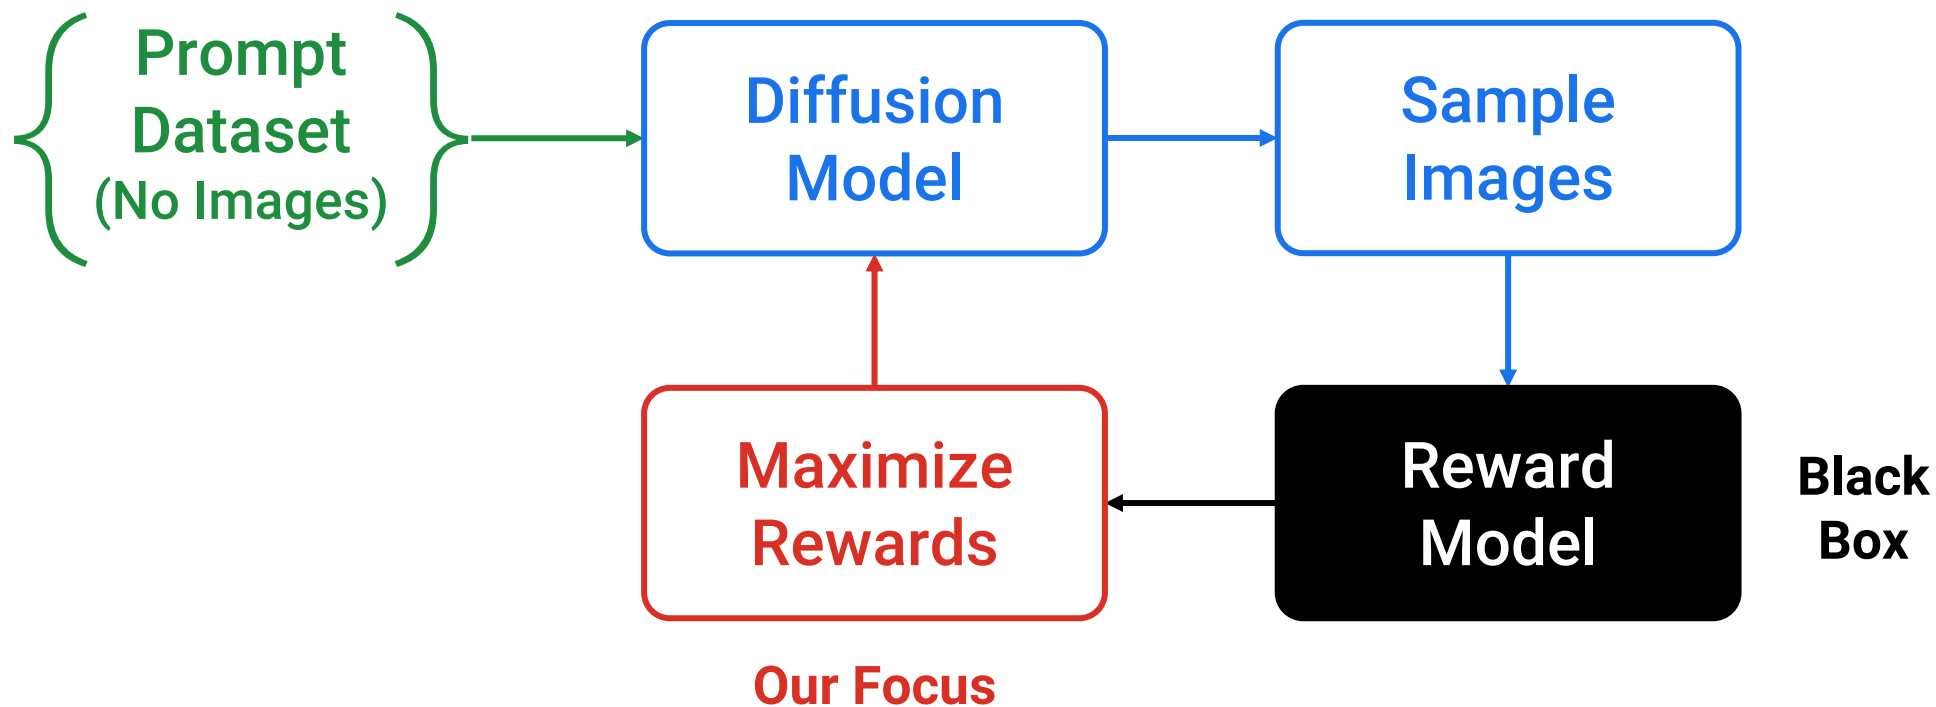 Prompt
Dataset
(No Images)
Diffusion
Model
Sample
Images
Maximize
Rewards
Reward
Model
Black
Box
Our Focus